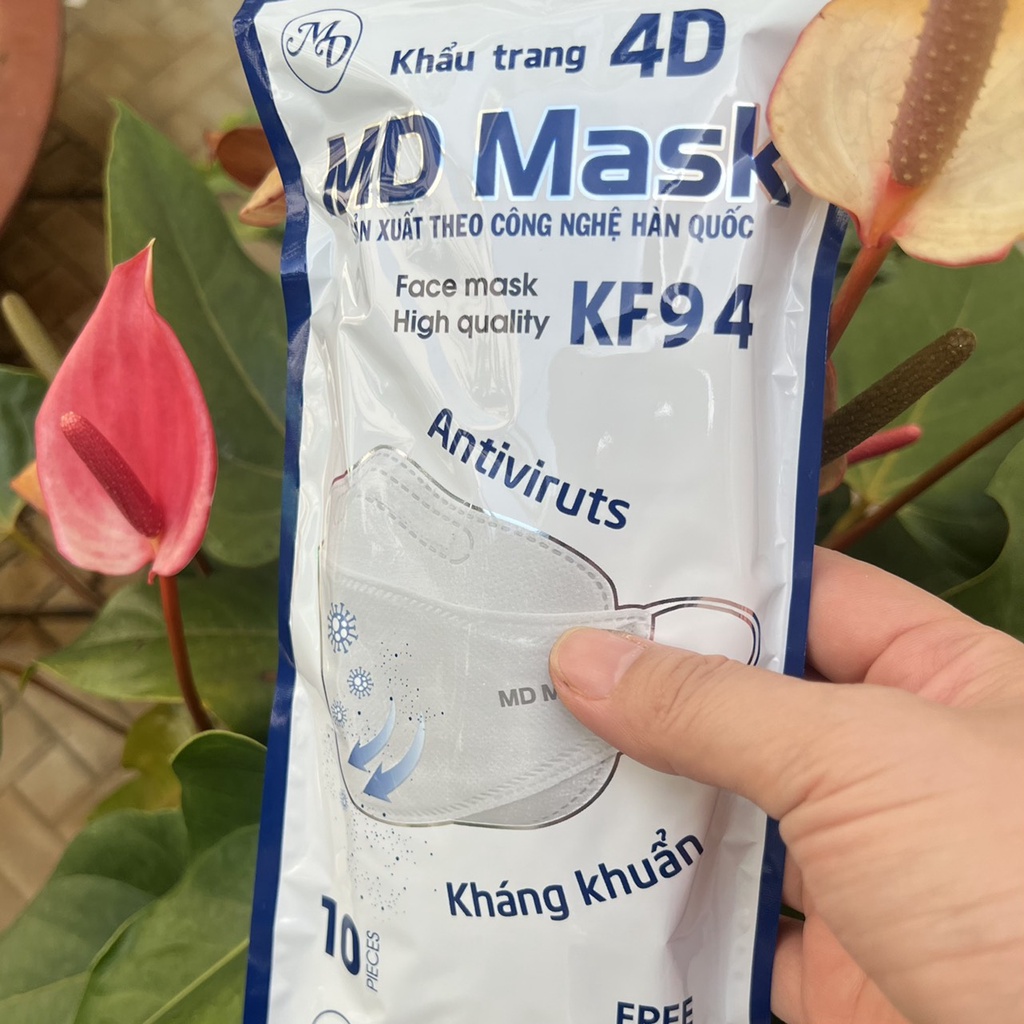 MD
Khẩu trang 4D
MD Mask
SẢN XUẤT THEO CÔNG NGHỆ HÀN QUỐC
Face mask
High quality
KF94
Antiviruts
MD M
Kháng khuẩn
10
PIECES
FREE